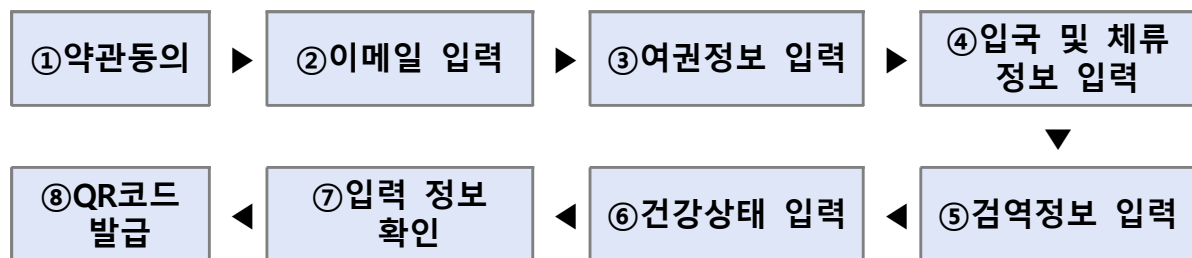 ①약관동의
▶
②이메일 입력
▶
③여권정보 입력
▶
④입국 및 체류
정보 입력
▼
⑤검역정보 입력
◀
⑥건강상태 입력
◀
⑦입력 정보
확인
◀
⑧QR코드
발급